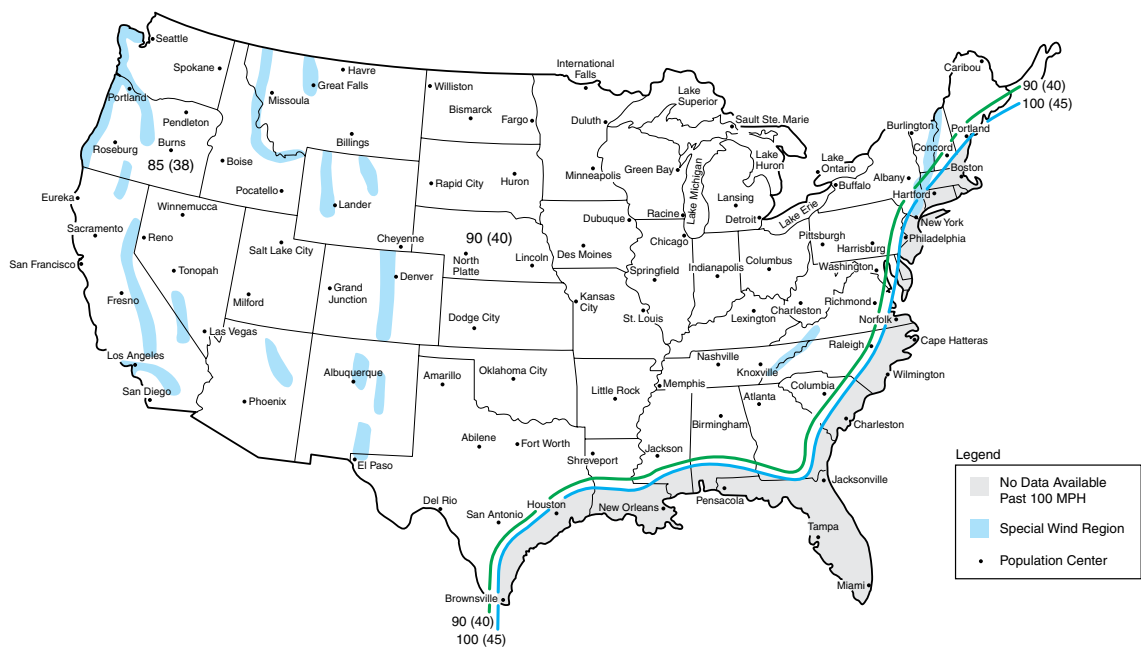 Seattle
Spokane
Portland
Pendleton
Roseburg
Burns
85 (38)
Boise
Pocatello
Eureka
Sacramento
San Francisco
Winnemucca
Reno
Tonopah
Fresno
Las Vegas
Los Angeles
San Diego
Salt Lake City
Milford
Phoenix
Missoula
Havre
Great Falls
Billings
Lander
Cheyenne
Denver
Grand
Junction
Albuquerque
El Paso
Williston
Bismarck
Fargo
Rapid City
Huron
90 (40)
North
Platte
Lincoln
Dodge City
Amarillo
Oklahoma City
Abilene
Fort Worth
Del Rio
San Antonio
Houston
Brownsville
90 (40)
100 (45)
International
Falls
Duluth
Minneapolis
Lake
Superior
Sault Ste. Marie
Green Bay
Lake Michigan
Lake
Huron
Lansing
Detroit
Racine
Dubuque
Chicago
Des Moines
Springfield
Indianapolis
Columbus
Kansas
City
St. Louis
Lexington
Charleston
Nashville
Knoxville
Little Rock
Memphis
Atlanta
Birmingham
Jackson
Shreveport
New Orleans
Pensacola
Jacksonville
Tampa
Miami
Columbia
Charleston
Wilmington
Raleigh
Cape Hatteras
Norfolk
Richmond
Washington
Pittsburgh
Harrisburg
Philadelphia
New York
Lake Erie
Lake
Ontario
Buffalo
Albany
Hartford
Boston
Concord
Burlington
Portland
Caribou
90 (40)
100 (45)
Legend
No Data Available
Past 100 MPH
Special Wind Region
Population Center